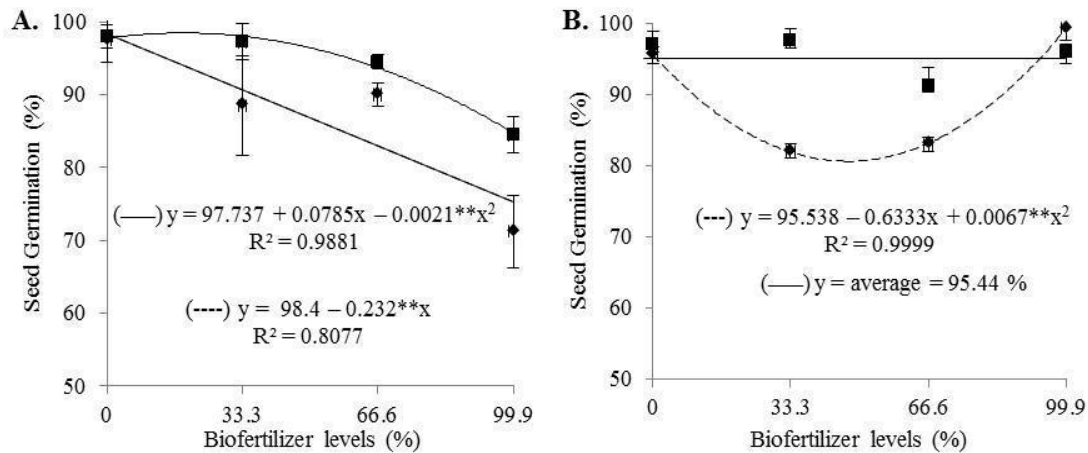 A.
Seed Germination (%)
100
90
80
70
60
50
(—) y = 97.737 + 0.0785x – 0.0021**x²
R² = 0.9881
(----) y = 98.4 – 0.232**x
R² = 0.8077
0 33.3 66.6 99.9
Biofertilizer levels (%)
B.
Seed Germination (%)
100
90
80
70
60
50
(---) y = 95.538 – 0.6333x + 0.0067**x²
R² = 0.9999
(—) y = average = 95.44 %
0 33.3 66.6 99.9
Biofertilizer levels (%)